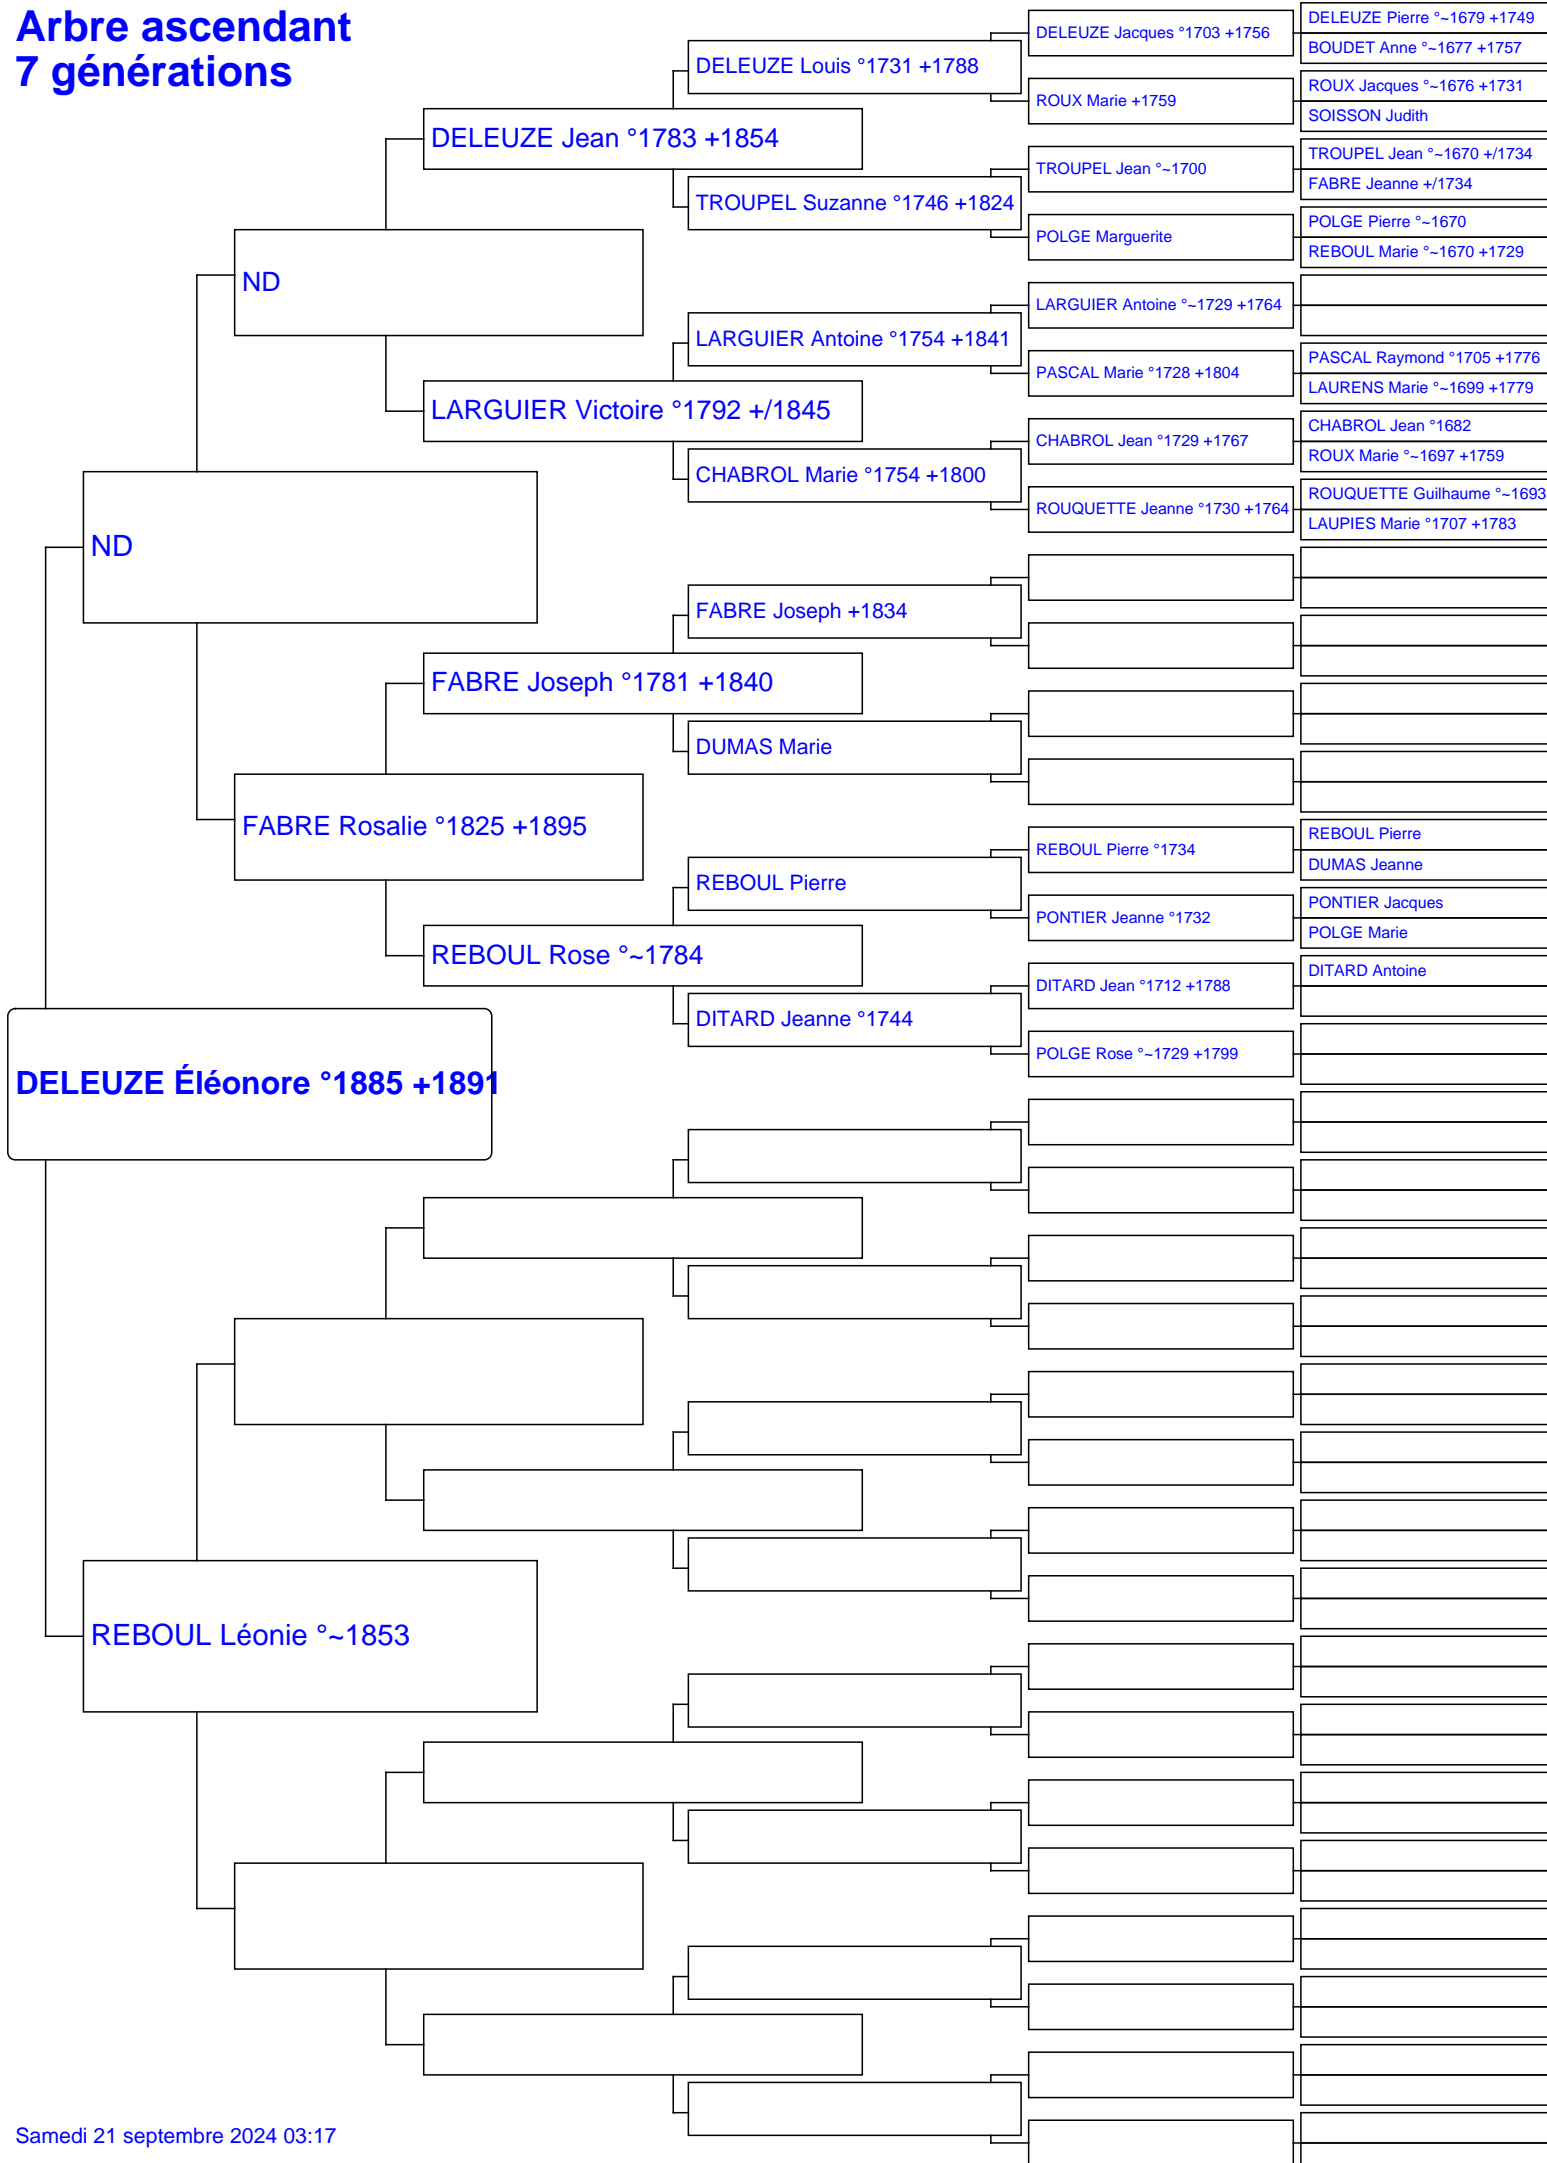 Arbre ascendant
7 générations
DELEUZE Pierre °~1679 +1749
DELEUZE Jacques °1703 +1756
BOUDET Anne °~1677 +1757
DELEUZE Louis °1731 +1788
ROUX Jacques °~1676 +1731
ROUX Marie +1759
SOISSON Judith
DELEUZE Jean °1783 +1854
TROUPEL Jean °~1670 +/1734
TROUPEL Jean °~1700
FABRE Jeanne +/1734
TROUPEL Suzanne °1746 +1824
POLGE Pierre °~1670
POLGE Marguerite
REBOUL Marie °~1670 +1729
ND
LARGUIER Antoine °~1729 +1764
LARGUIER Antoine °1754 +1841
PASCAL Raymond °1705 +1776
PASCAL Marie °1728 +1804
LAURENS Marie °~1699 +1779
LARGUIER Victoire °1792 +/1845
CHABROL Jean °1682
CHABROL Jean °1729 +1767
ROUX Marie °~1697 +1759
CHABROL Marie °1754 +1800
ROUQUETTE Guilhaume °~1693
ROUQUETTE Jeanne °1730 +1764
LAUPIES Marie °1707 +1783
ND
FABRE Joseph +1834
FABRE Joseph °1781 +1840
DUMAS Marie
FABRE Rosalie °1825 +1895
REBOUL Pierre
REBOUL Pierre °1734
DUMAS Jeanne
REBOUL Pierre
PONTIER Jacques
PONTIER Jeanne °1732
POLGE Marie
REBOUL Rose °~1784
DITARD Antoine
DITARD Jean °1712 +1788
DITARD Jeanne °1744
POLGE Rose °~1729 +1799
DELEUZE Éléonore °1885 +1891
REBOUL Léonie °~1853
Samedi 21 septembre 2024 03:17